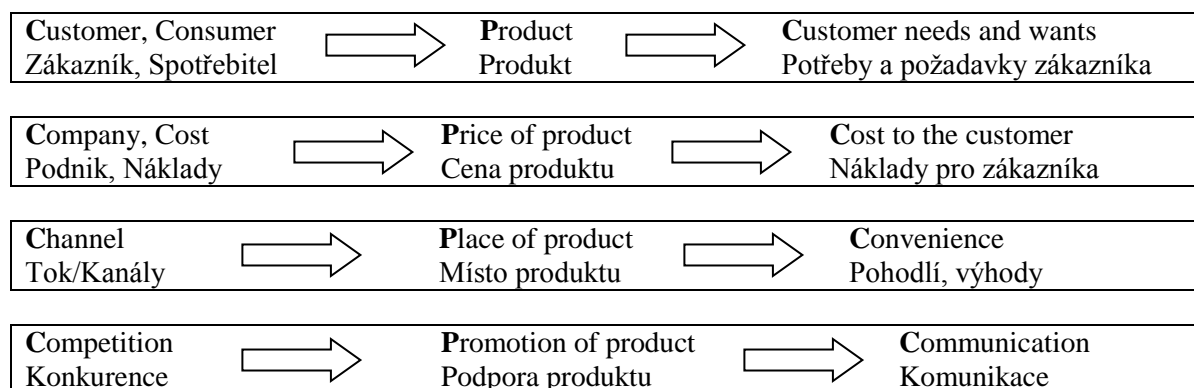 Customer, Consumer Product Customer needs and wants
Zákazník, Spotřebitel Produkt Potřeby a požadavky zákazníka
Company, Cost Price of product Cost to the customer
Podnik, Náklady Cena produktu Náklady pro zákazníka
Channel Place of product Convenience
Tok/Kanály Místo produktu Pohodlí, výhody
Competition Promotion of product Communication
Konkurence Podpora produktu Komunikace